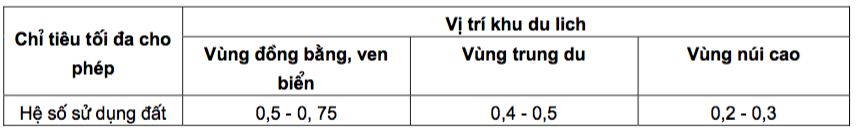 Chỉ tiêu tối đa cho phép
Vị trí khu du lich
Vùng đồng bằng, ven biển
Vùng trung du
Vùng núi cao
Hệ số sử dụng đất
0,5 - 0, 75
0,4 - 0,5
0,2 - 0,3